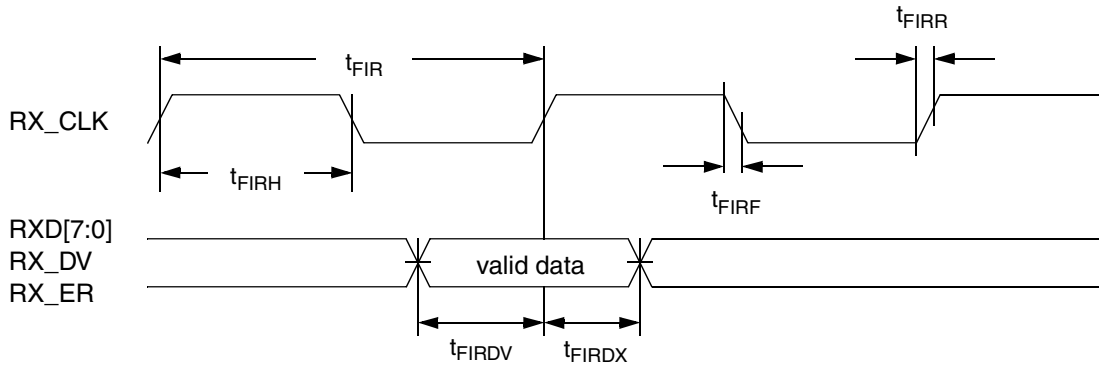 tFIRR
tFIR
RX_CLK
tFIRH
tFIRF
RXD[7:0]
RX_DV
valid data
RX_ER
tFIRDV
tFIRDX